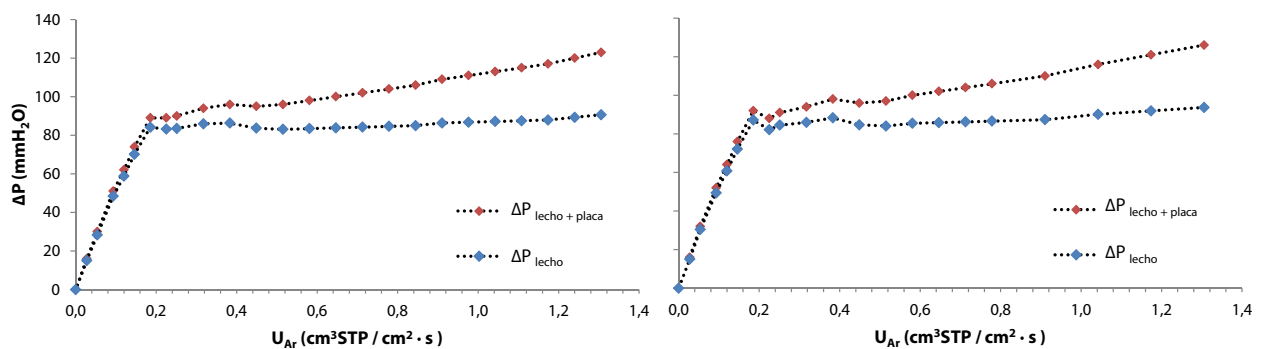 140
120
100
80
60
40
20
0
ΔP (mmH₂O)
0,0 0,2 0,4 0,6 0,8 1,0 1,2 1,4
U_Ar (cm³STP / cm² · s )
ΔP lecho + placa
ΔP lecho
0,0 0,2 0,4 0,6 0,8 1,0 1,2 1,4
U_Ar (cm³STP / cm² · s )
ΔP lecho + placa
ΔP lecho